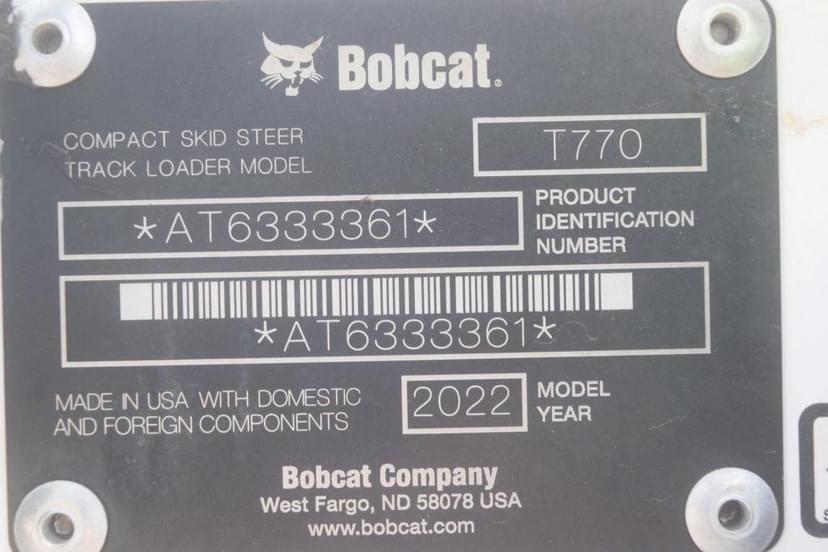 Bobcat.
COMPACT SKID STEER
TRACK LOADER MODEL
T770
*AT6333361*
PRODUCT
IDENTIFICATION
NUMBER
*AT6333361*
MADE IN USA WITH DOMESTIC
AND FOREIGN COMPONENTS
2022
MODEL
YEAR
Bobcat Company
West Fargo, ND 58078 USA
www.bobcat.com